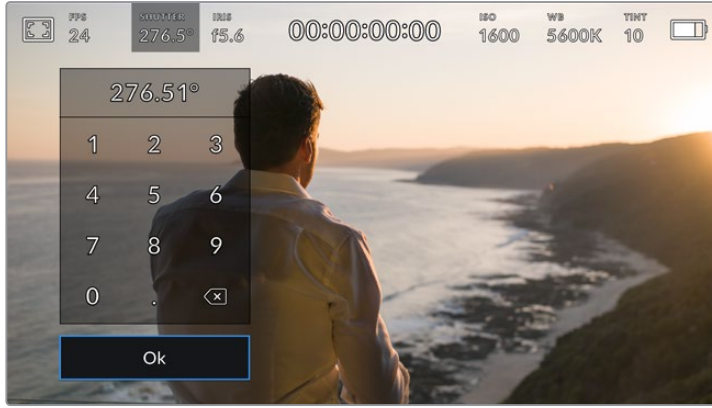 FPS SHUTTER IRIS ISO WB TINT
24 276.5° f5.6 00:00:00:00 1600 5600K 10
276.51°
1 2 3
4 5 6
7 8 9
0 .
Ok